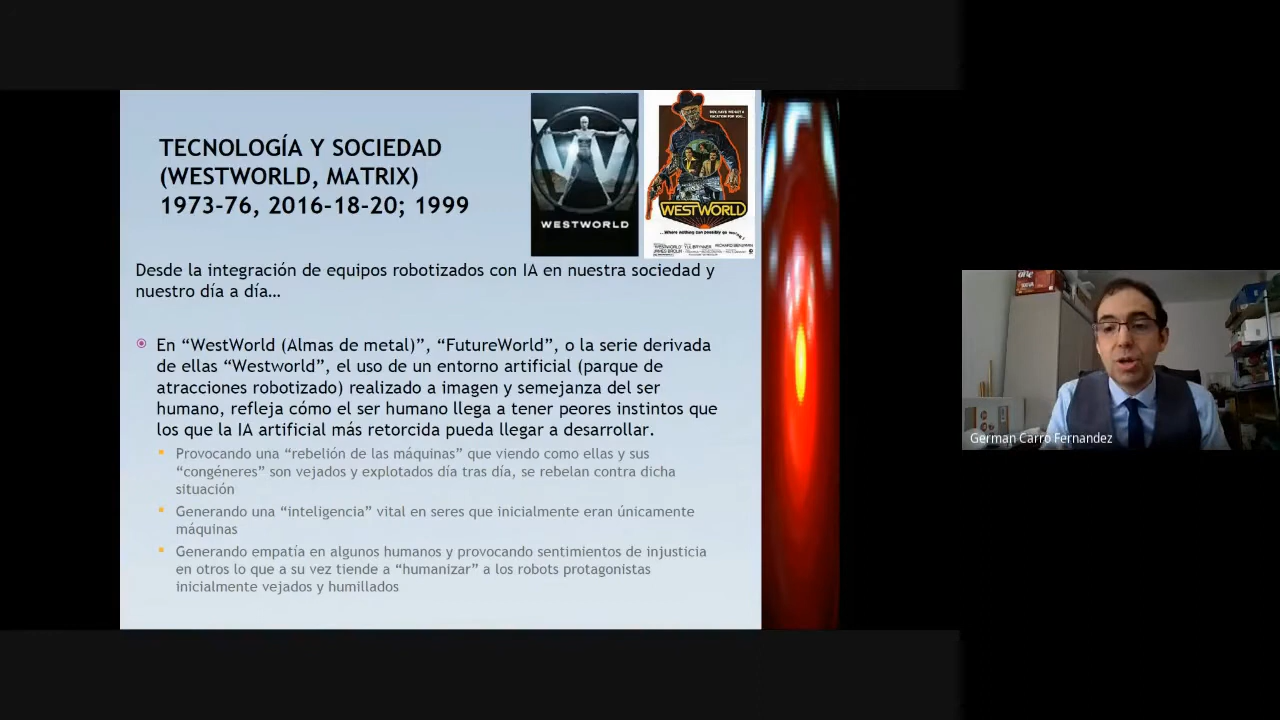 TECNOLOGÍA Y SOCIEDAD
(WESTWORLD, MATRIX)
1973-76, 2016-18-20; 1999
WESTWORLD
WESTWORLD
Desde la integración de equipos robotizados con IA en nuestra sociedad y
nuestro día a día…
En “WestWorld (Almas de metal)”, “FutureWorld”, o la serie derivada
de ellas “Westworld”, el uso de un entorno artificial (parque de
atracciones robotizado) realizado a imagen y semejanza del ser
humano, refleja cómo el ser humano llega a tener peores instintos que
los que la IA artificial más retorcida pueda llegar a desarrollar.
Provocando una “rebelión de las máquinas” que viendo como ellas y sus
“congéneres” son vejados y explotados día tras día, se rebelan contra dicha
situación
Generando una “inteligencia” vital en seres que inicialmente eran únicamente
máquinas
Generando empatía en algunos humanos y provocando sentimientos de injusticia
en otros lo que a su vez tiende a “humanizar” a los robots protagonistas
inicialmente vejados y humillados
German Carro Fernandez